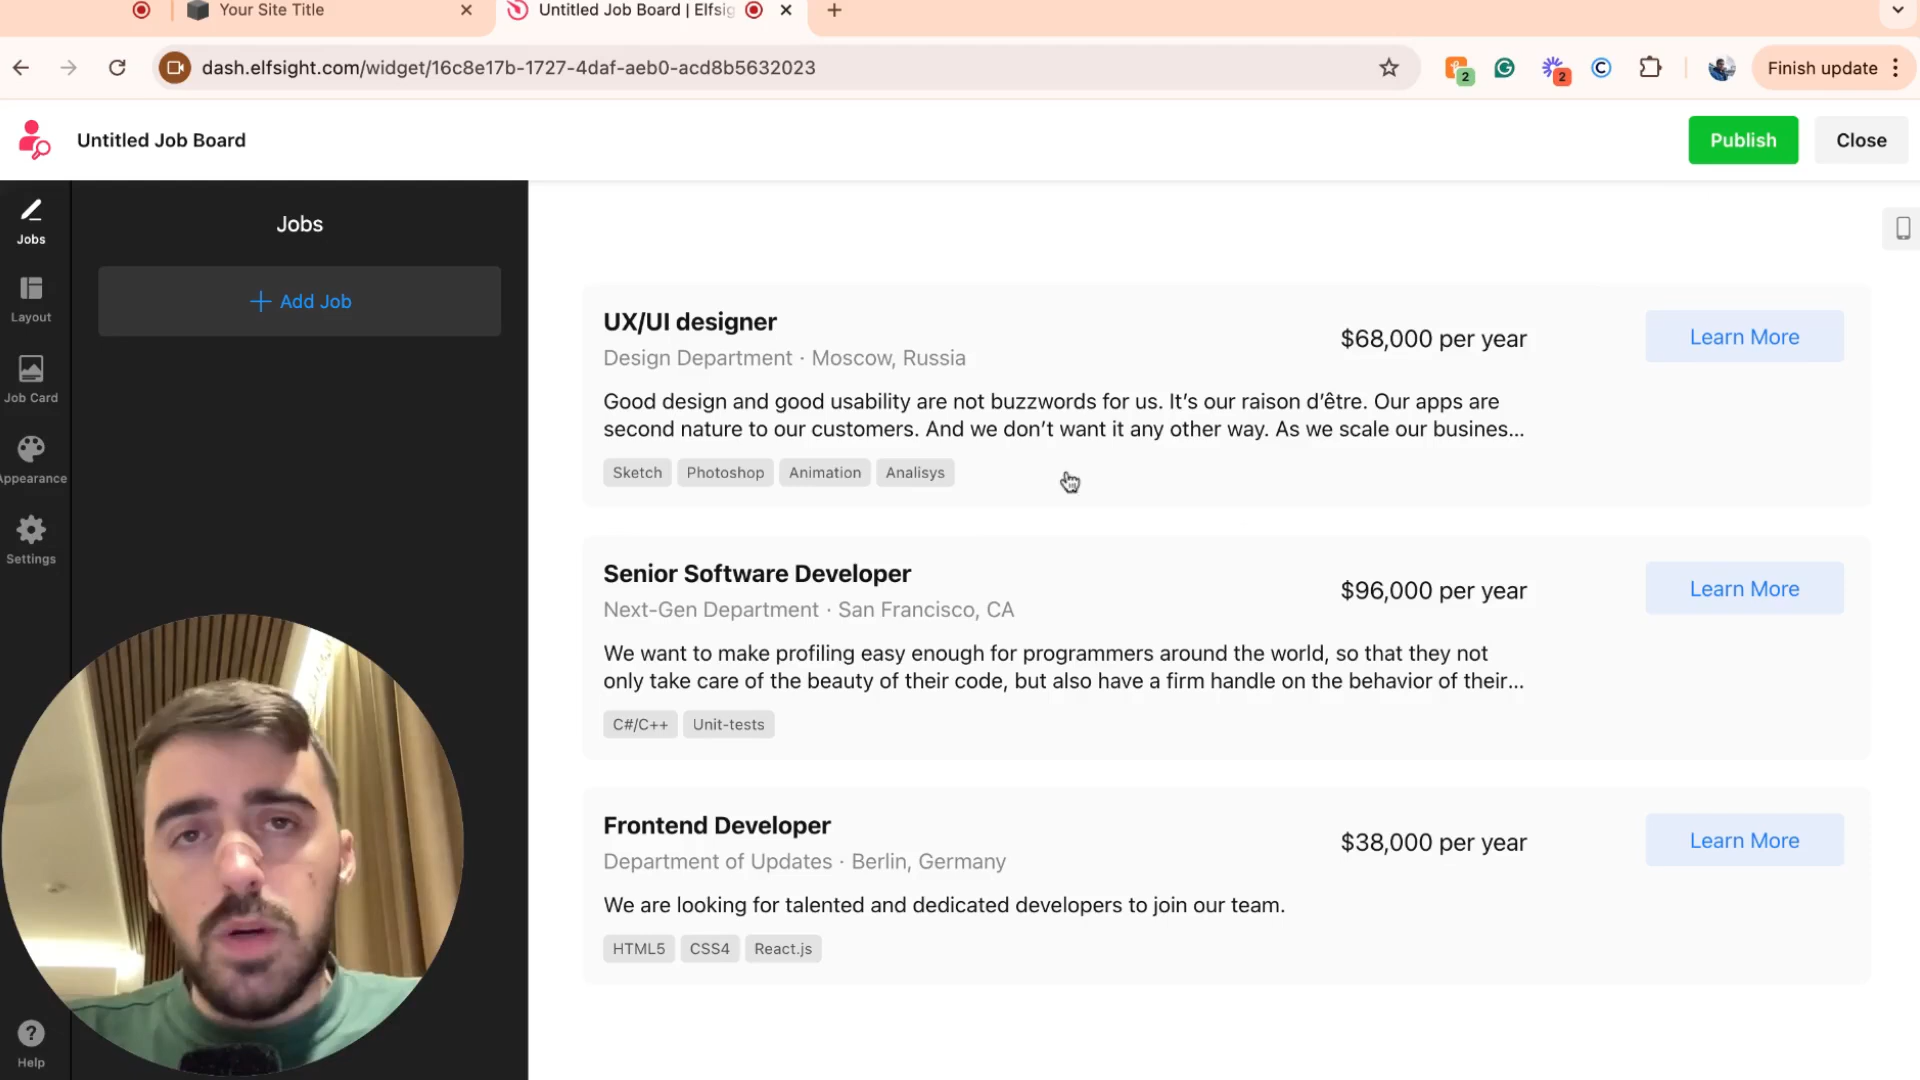 Your Site Title
Untitled Job Board | Elfsig
dash.elfsight.com/widget/16c8e17b-1727-4daf-aeb0-acd8b5632023
2
2
Finish update
Untitled Job Board
Publish
Close
Jobs
Layout
Job Card
Appearance
Settings
Help
Jobs
+ Add Job
UX/UI designer
Design Department · Moscow, Russia
$68,000 per year
Learn More
Good design and good usability are not buzzwords for us. It’s our raison d’être. Our apps are
second nature to our customers. And we don’t want it any other way. As we scale our busines...
Sketch Photoshop Animation Analisys
Senior Software Developer
Next-Gen Department · San Francisco, CA
$96,000 per year
Learn More
We want to make profiling easy enough for programmers around the world, so that they not
only take care of the beauty of their code, but also have a firm handle on the behavior of their...
C#/C++ Unit-tests
Frontend Developer
Department of Updates · Berlin, Germany
$38,000 per year
Learn More
We are looking for talented and dedicated developers to join our team.
HTML5 CSS4 React.js